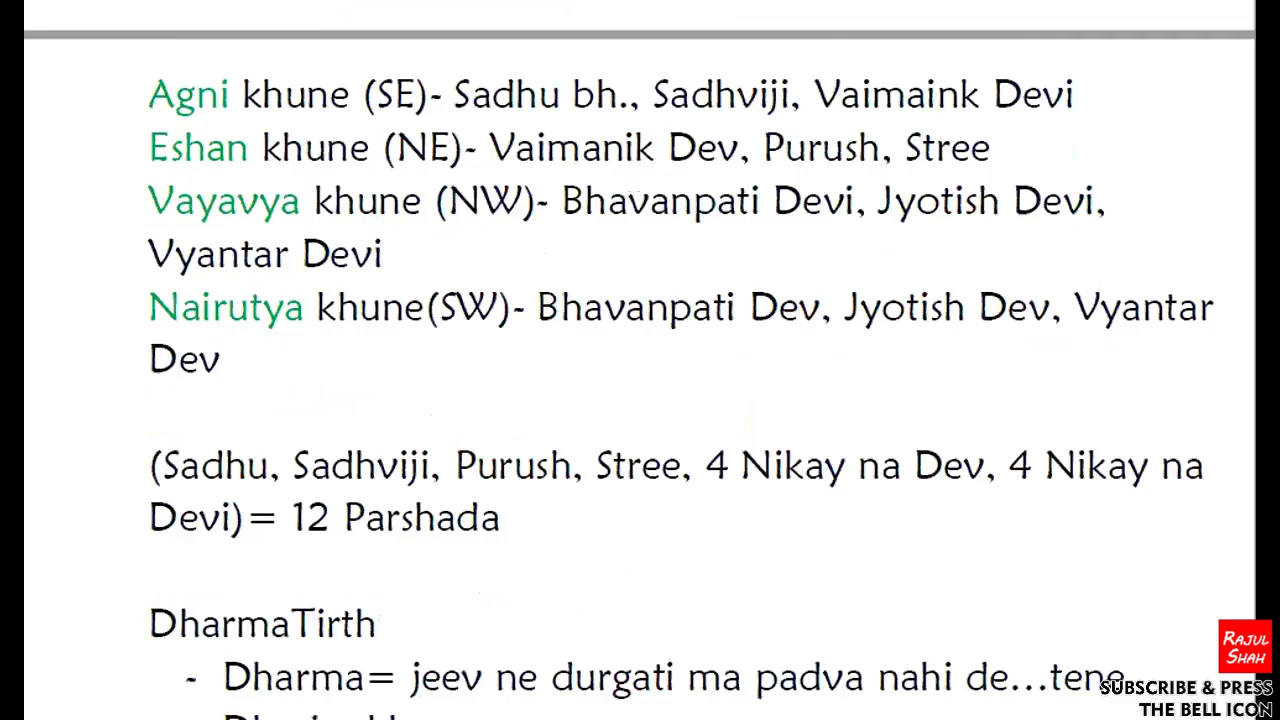 Agni khune (SE)- Sadhu bh., Sadhviji, Vaimaink Devi
Eshan khune (NE)- Vaimanik Dev, Purush, Stree
Vayavya khune (NW)- Bhavanpati Devi, Jyotish Devi,
Vyantar Devi
Nairutya khune(SW)- Bhavanpati Dev, Jyotish Dev, Vyantar
Dev
(Sadhu, Sadhviji, Purush, Stree, 4 Nikay na Dev, 4 Nikay na
Devi)= 12 Parshada
DharmaTirth
- Dharma= jeev ne durgati ma padva nahi de...tene
RAJUL
SHAH
SUBSCRIBE & PRESS
THE BELL ICON